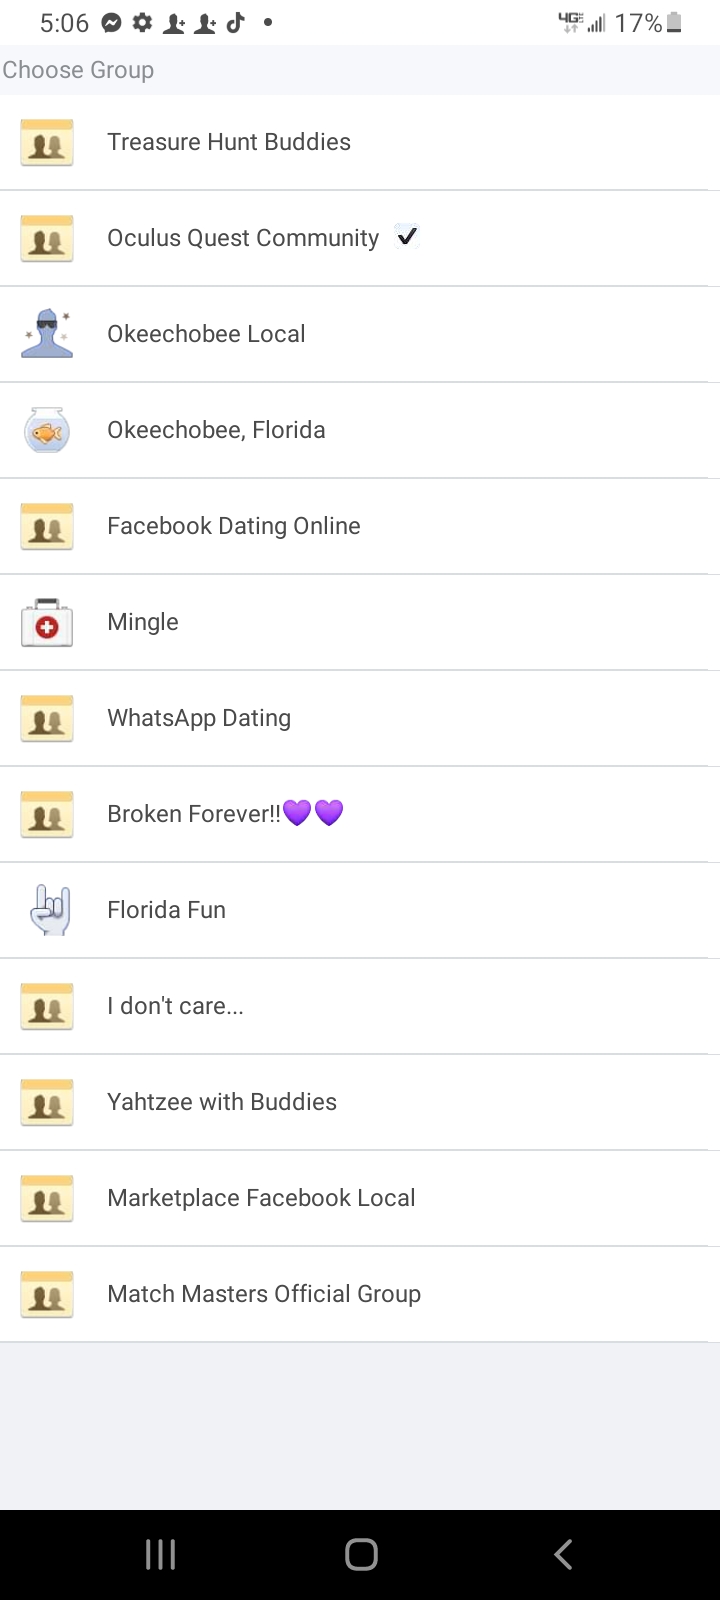 5:06 4GE 17%
Choose Group
Treasure Hunt Buddies
Oculus Quest Community ✔
Okeechobee Local
Okeechobee, Florida
Facebook Dating Online
Mingle
WhatsApp Dating
Broken Forever!!💜💜
Florida Fun
I don't care...
Yahtzee with Buddies
Marketplace Facebook Local
Match Masters Official Group